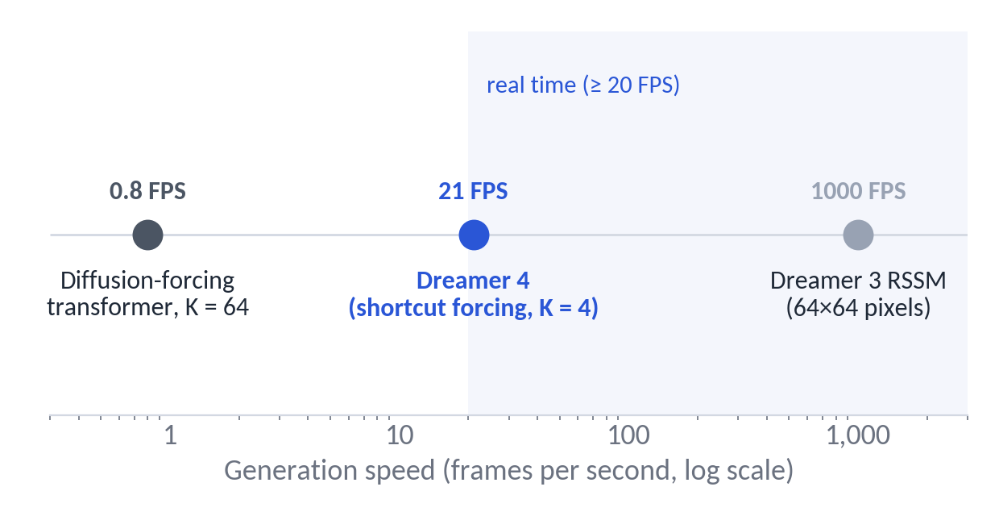 real time (≥ 20 FPS)
0.8 FPS
21 FPS
1000 FPS
Diffusion-forcing
transformer, K = 64
Dreamer 4
(shortcut forcing, K = 4)
Dreamer 3 RSSM
(64×64 pixels)
1
10
100
1,000
Generation speed (frames per second, log scale)